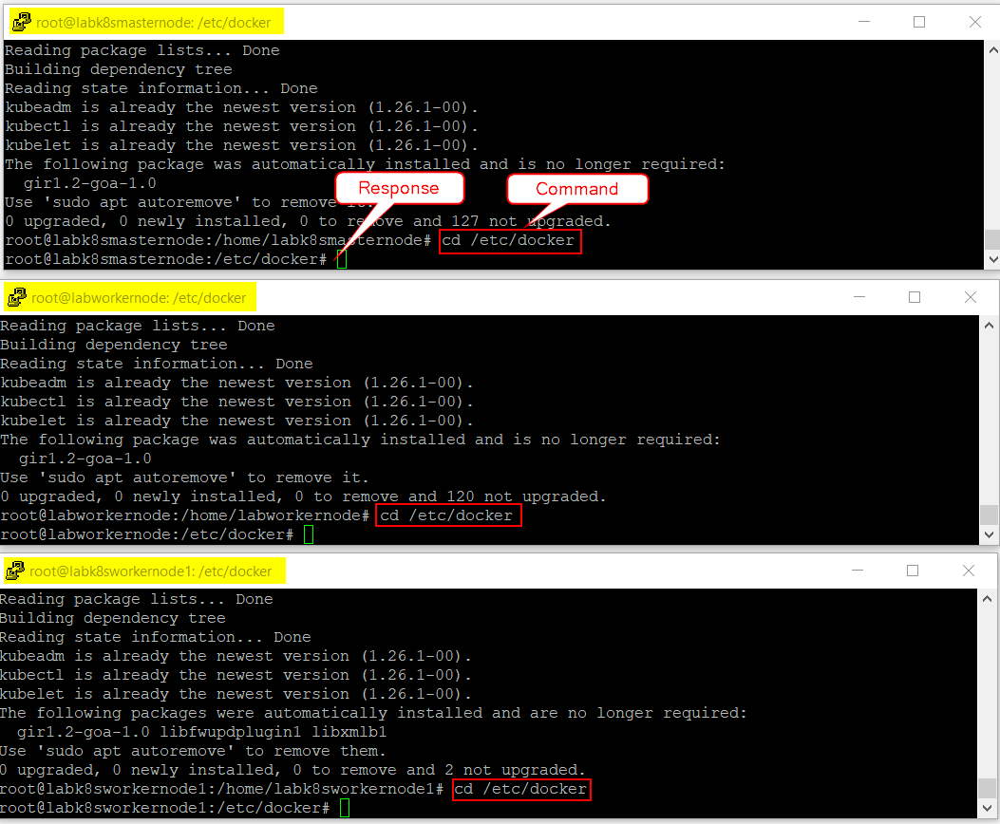 root@labk8smasternode: /etc/docker
Reading package lists... Done
Building dependency tree
Reading state information... Done
kubeadm is already the newest version (1.26.1-00).
kubectl is already the newest version (1.26.1-00).
kubelet is already the newest version (1.26.1-00).
The following package was automatically installed and is no longer required:
  gir1.2-goa-1.0
Response
Command
Use 'sudo apt autoremove' to remove it.
0 upgraded, 0 newly installed, 0 to remove and 127 not upgraded.
root@labk8smasternode:/home/labk8smasternode# cd /etc/docker
root@labk8smasternode:/etc/docker#
root@labworkernode: /etc/docker
Reading package lists... Done
Building dependency tree
Reading state information... Done
kubeadm is already the newest version (1.26.1-00).
kubectl is already the newest version (1.26.1-00).
kubelet is already the newest version (1.26.1-00).
The following package was automatically installed and is no longer required:
  gir1.2-goa-1.0
Use 'sudo apt autoremove' to remove it.
0 upgraded, 0 newly installed, 0 to remove and 120 not upgraded.
root@labworkernode:/home/labworkernode# cd /etc/docker
root@labworkernode:/etc/docker#
root@labk8sworkernode1: /etc/docker
Reading package lists... Done
Building dependency tree
Reading state information... Done
kubeadm is already the newest version (1.26.1-00).
kubectl is already the newest version (1.26.1-00).
kubelet is already the newest version (1.26.1-00).
The following packages were automatically installed and are no longer required:
  gir1.2-goa-1.0 libfwupdplugin1 libxmlb1
Use 'sudo apt autoremove' to remove them.
0 upgraded, 0 newly installed, 0 to remove and 2 not upgraded.
root@labk8sworkernode1:/home/labk8sworkernode1# cd /etc/docker
root@labk8sworkernode1:/etc/docker#